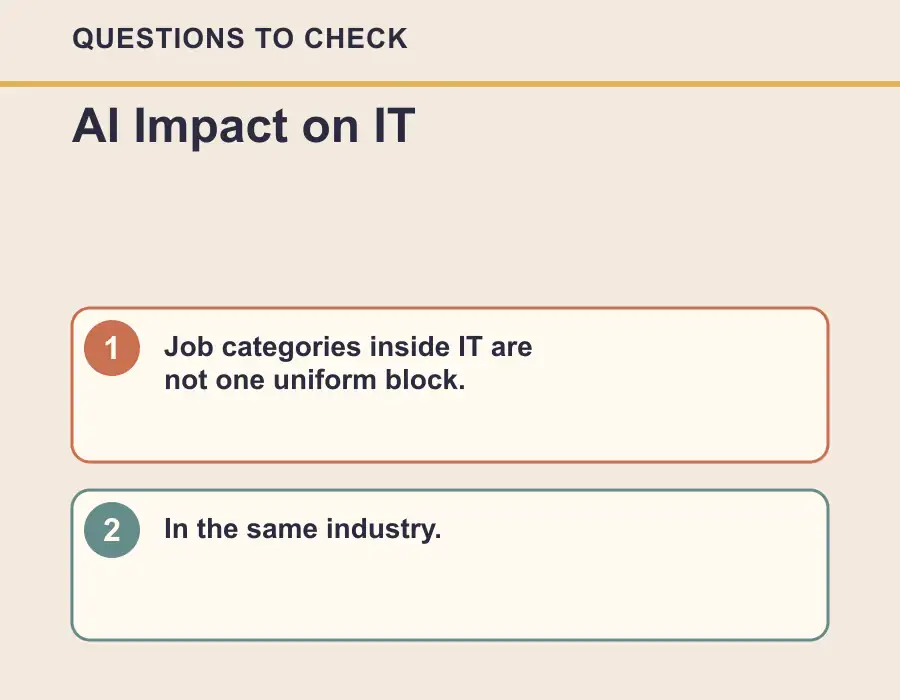 QUESTIONS TO CHECK
AI Impact on IT
1
Job categories inside IT are
not one uniform block.
2
In the same industry.